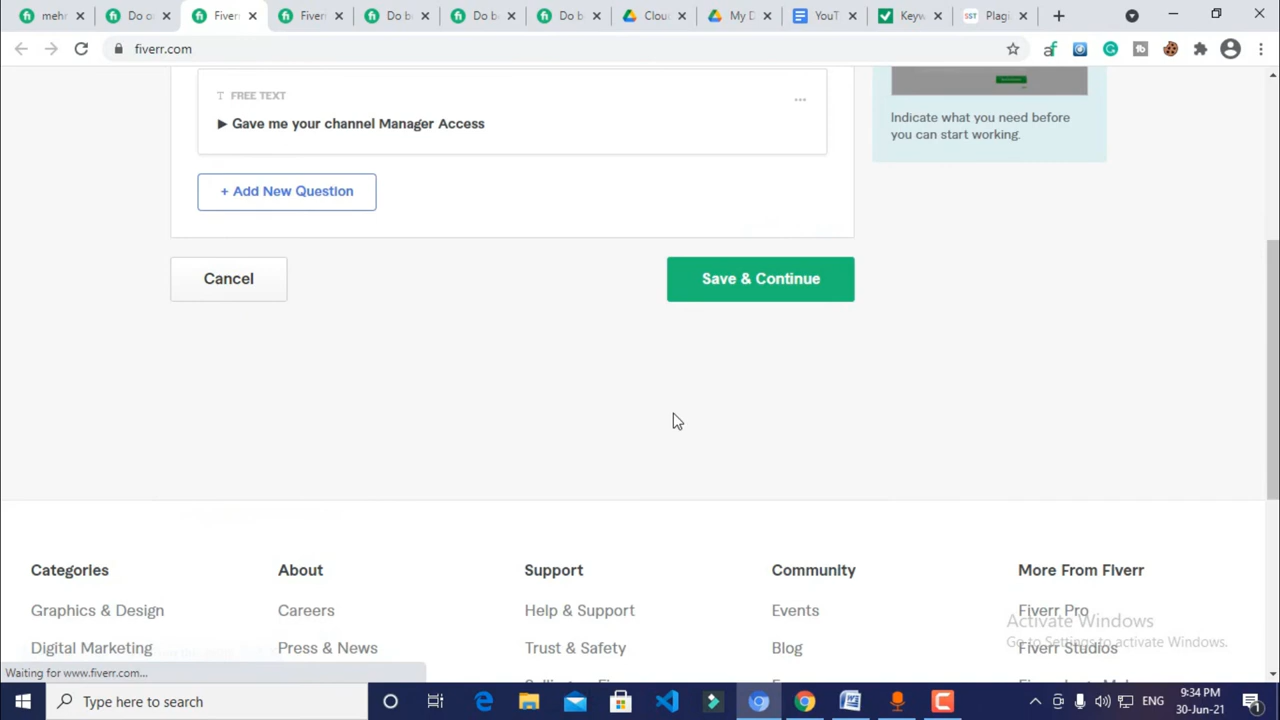 mehr
Do o
Fiverr
Fiverr
Do b
Do b
Do b
Clou
My D
YouT
Keyw
SST Plagi
fiverr.com
T FREE TEXT
...
▶ Gave me your channel Manager Access
+ Add New Question
Indicate what you need before
you can start working.
Cancel
Save & Continue
Categories
Graphics & Design
Digital Marketing
About
Careers
Press & News
Support
Help & Support
Trust & Safety
Community
Events
Blog
More From Fiverr
Fiverr Pro
Fiverr Studios
Activate Windows
Go to Settings to activate Windows.
Waiting for www.fiverr.com...
Type here to search
ENG
9:34 PM
30-Jun-21